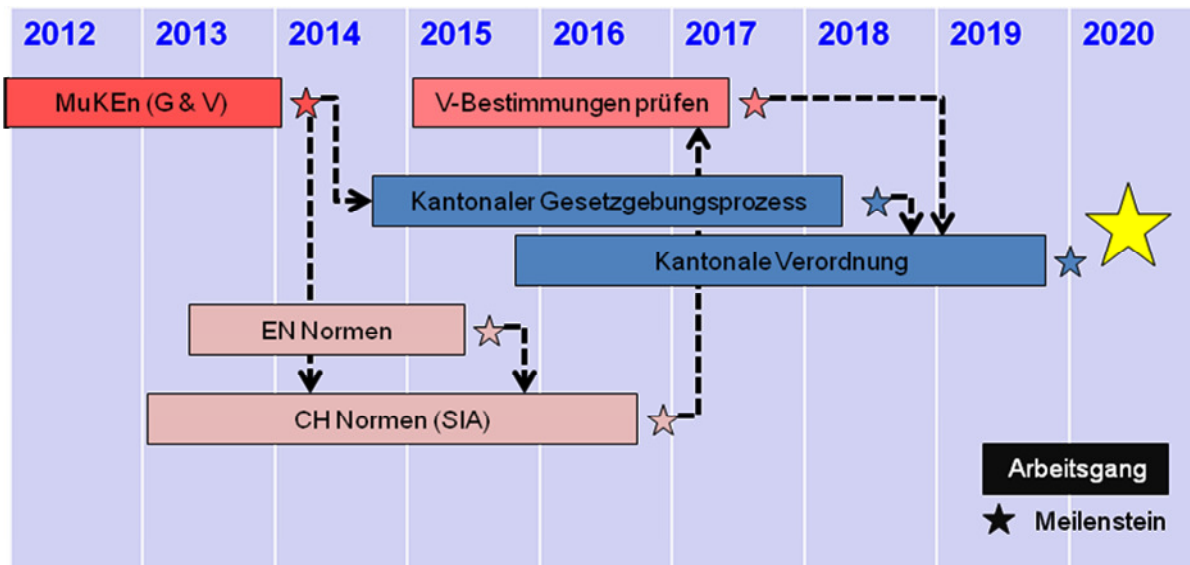 2012 2013 2014 2015 2016 2017 2018 2019 2020
MuKEn (G & V)
V-Bestimmungen prüfen
Kantonaler Gesetzgebungsprozess
Kantonale Verordnung
EN Normen
CH Normen (SIA)
Arbeitsgang
Meilenstein